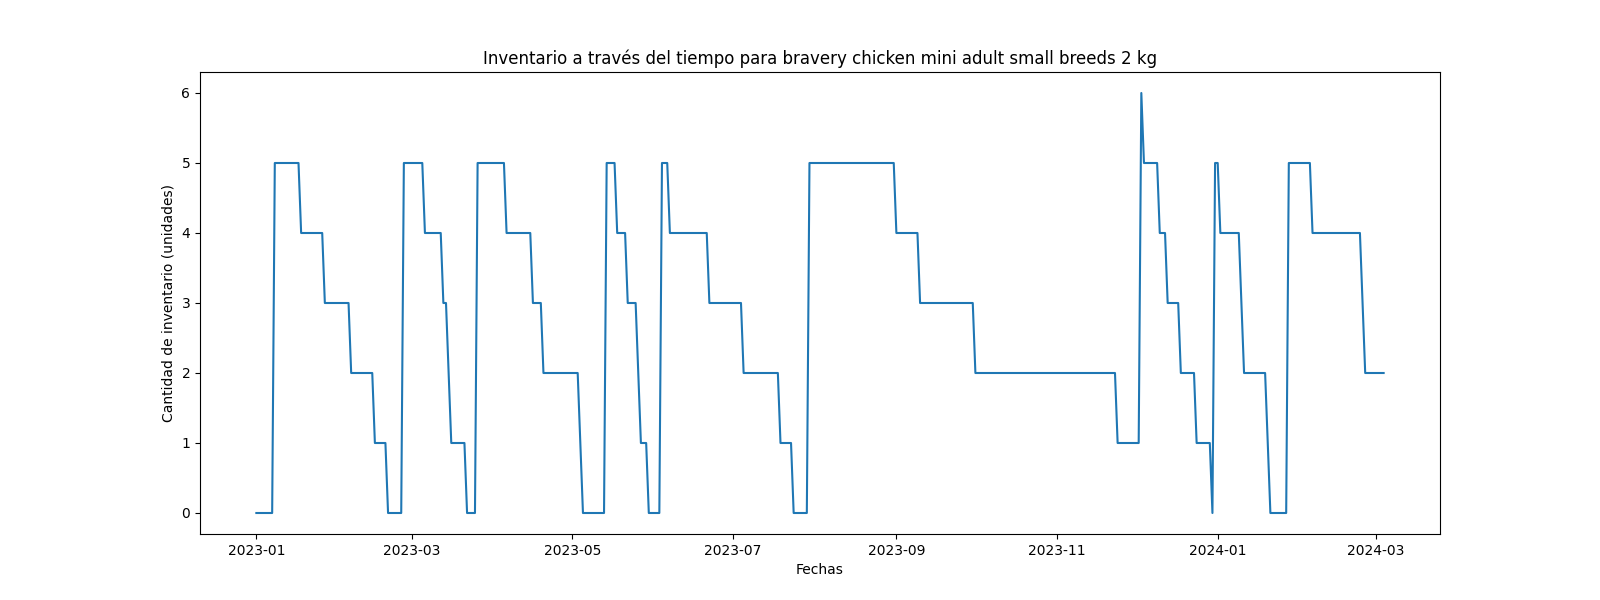 Inventario a través del tiempo para bravery chicken mini adult small breeds 2 kg
Cantidad de inventario (unidades)
6
5
4
3
2
1
0
2023-01 2023-03 2023-05 2023-07 2023-09 2023-11 2024-01 2024-03
Fechas